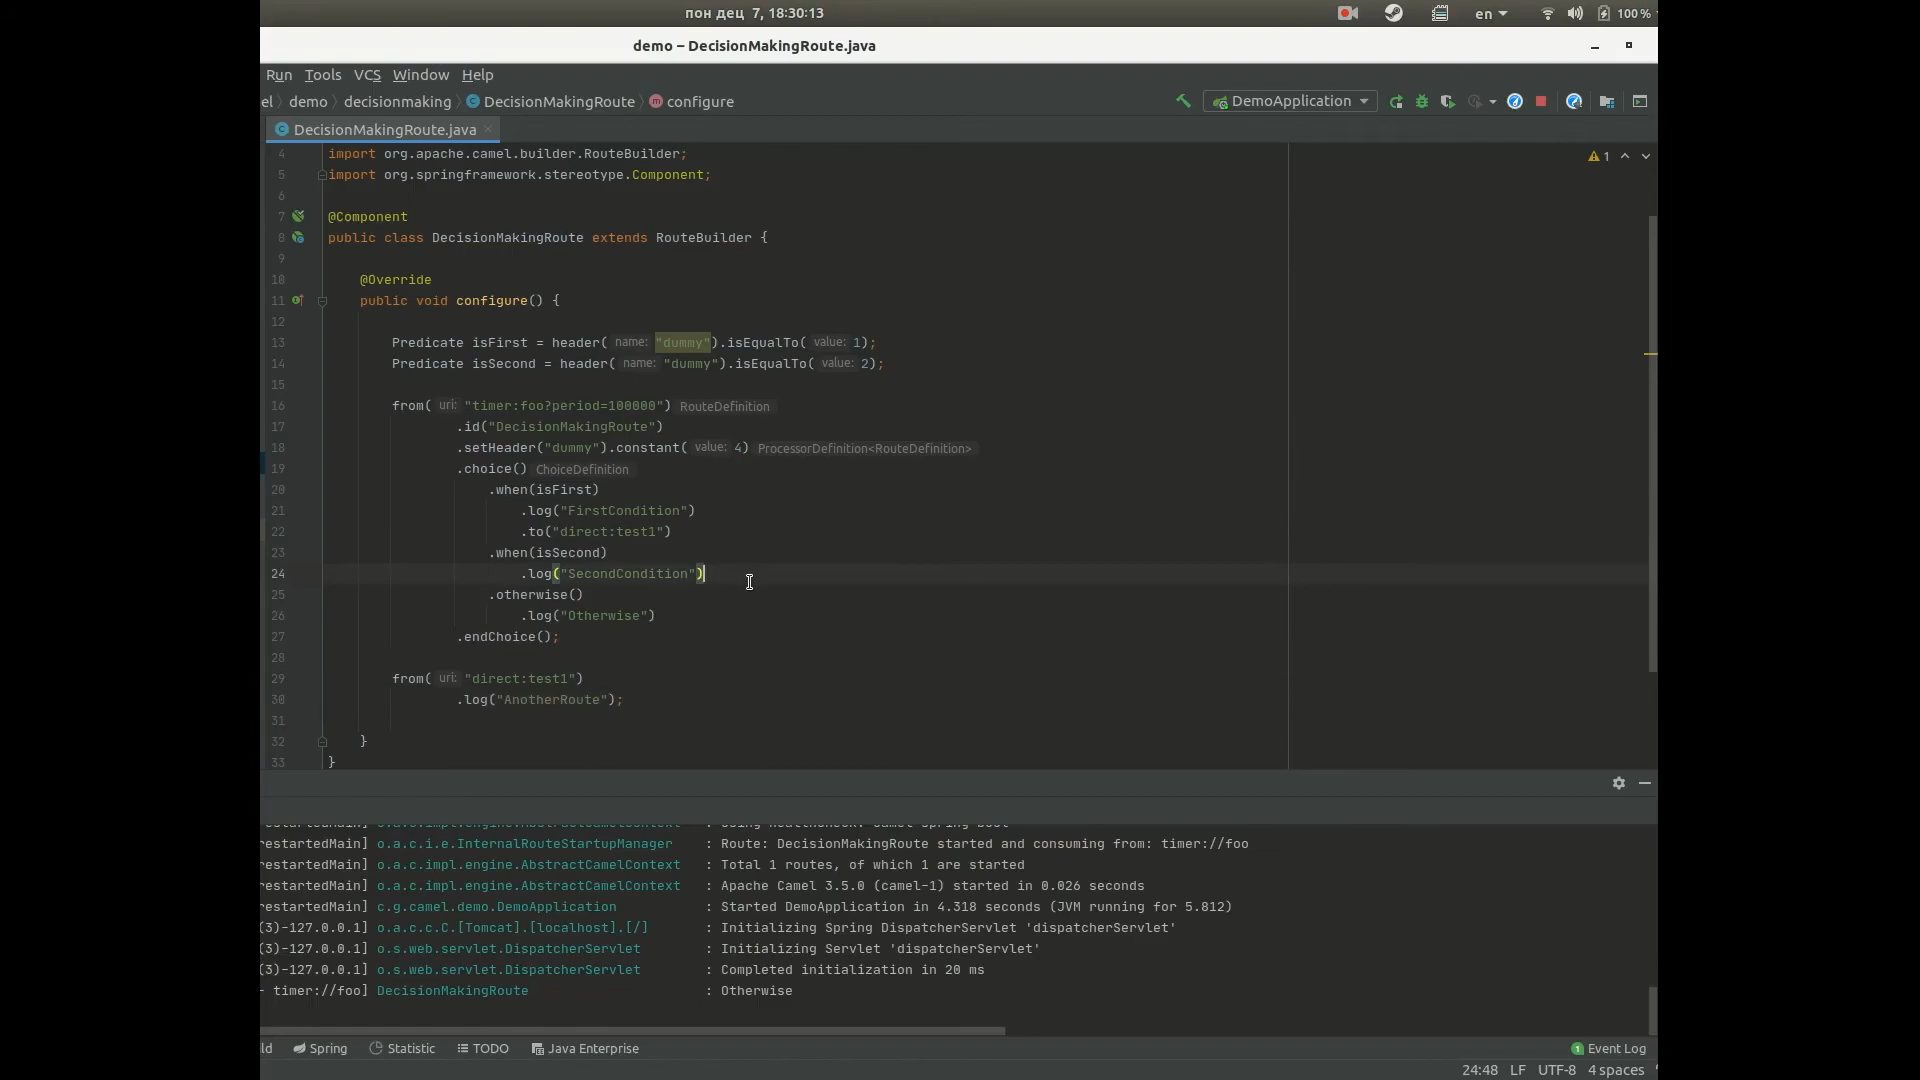 пон дец 7, 18:30:13
en
100 %
demo – DecisionMakingRoute.java
Run Tools VCS Window Help
el demo decisionmaking DecisionMakingRoute configure
DemoApplication
DecisionMakingRoute.java
1
4 import org.apache.camel.builder.RouteBuilder;
5 import org.springframework.stereotype.Component;
6
7 @Component
8 public class DecisionMakingRoute extends RouteBuilder {
9
10 @Override
11 public void configure() {
12
13 Predicate isFirst = header( name: "dummy").isEqualTo( value: 1);
14 Predicate isSecond = header( name: "dummy").isEqualTo( value: 2);
15
16 from( uri: "timer:foo?period=100000") RouteDefinition
17 .id("DecisionMakingRoute")
18 .setHeader("dummy").constant( value: 4) ProcessorDefinition<RouteDefinition>
19 .choice() ChoiceDefinition
20 .when(isFirst)
21 .log("FirstCondition")
22 .to("direct:test1")
23 .when(isSecond)
24 .log("SecondCondition")
25 .otherwise()
26 .log("Otherwise")
27 .endChoice();
28
29 from( uri: "direct:test1")
30 .log("AnotherRoute");
31
32 }
33 }
restartedMain] o.a.c.i.e.InternalRouteStartupManager : Route: DecisionMakingRoute started and consuming from: timer://foo
restartedMain] o.a.c.impl.engine.AbstractCamelContext : Total 1 routes, of which 1 are started
restartedMain] o.a.c.impl.engine.AbstractCamelContext : Apache Camel 3.5.0 (camel-1) started in 0.026 seconds
restartedMain] c.g.camel.demo.DemoApplication : Started DemoApplication in 4.318 seconds (JVM running for 5.812)
(3)-127.0.0.1] o.a.c.c.C.[Tomcat].[localhost].[/] : Initializing Spring DispatcherServlet 'dispatcherServlet'
(3)-127.0.0.1] o.s.web.servlet.DispatcherServlet : Initializing Servlet 'dispatcherServlet'
(3)-127.0.0.1] o.s.web.servlet.DispatcherServlet : Completed initialization in 20 ms
- timer://foo] DecisionMakingRoute : Otherwise
ld Spring Statistic TODO Java Enterprise 1 Event Log
24:48 LF UTF-8 4 spaces